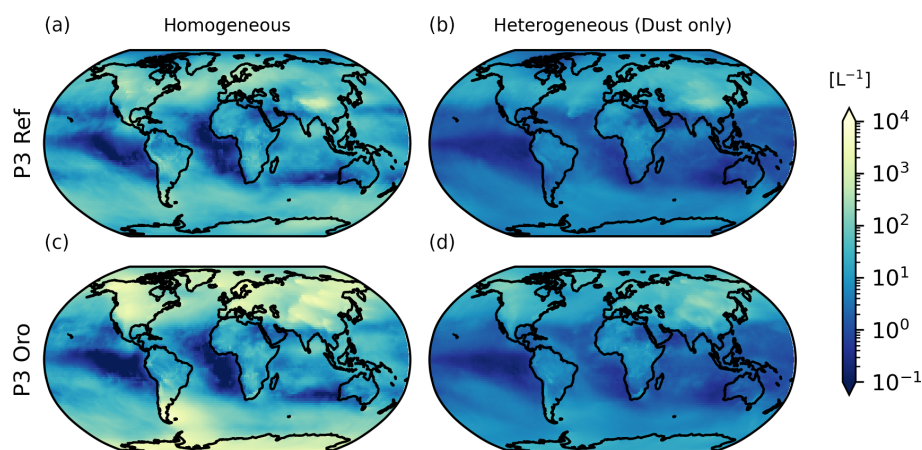 (a) Homogeneous (b) Heterogeneous (Dust only)
[L⁻¹]
P3 Ref
10⁴
10³
10²
10¹
10⁰
10⁻¹
(c) (d)
P3 Oro